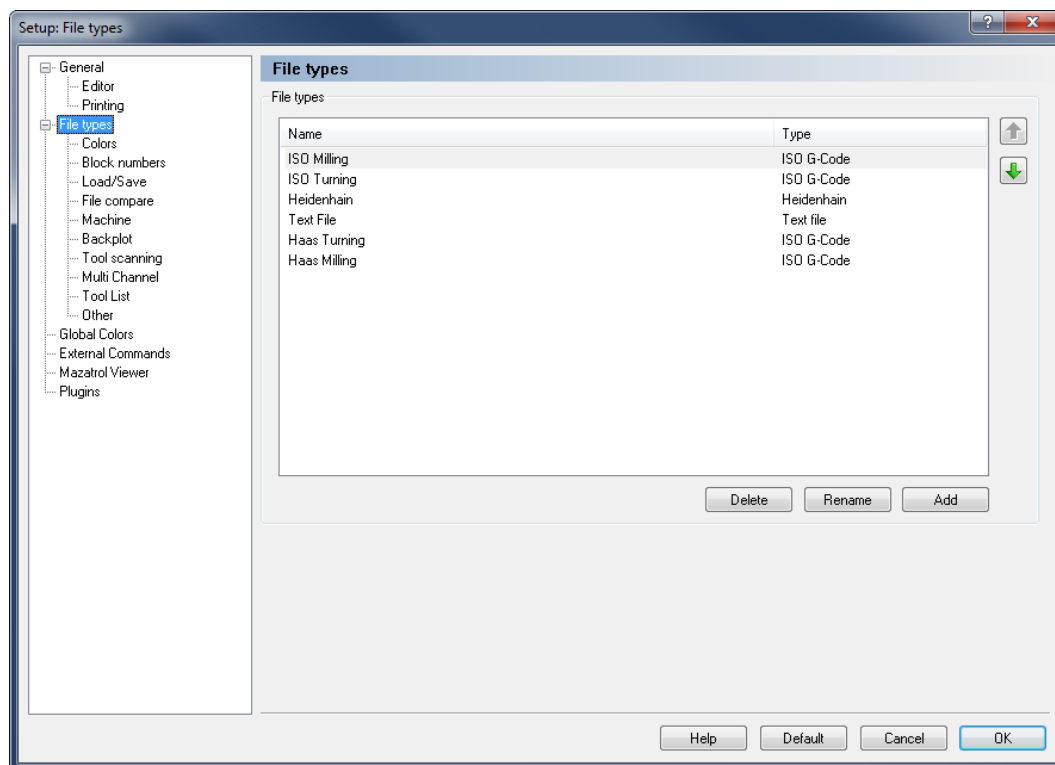 Setup: File types
General
Editor
Printing
File types
Colors
Block numbers
Load/Save
File compare
Machine
Backplot
Tool scanning
Multi Channel
Tool List
Other
Global Colors
External Commands
Mazatrol Viewer
Plugins
File types
File types
Name Type
ISO Milling ISO G-Code
ISO Turning ISO G-Code
Heidenhain Heidenhain
Text File Text file
Haas Turning ISO G-Code
Haas Milling ISO G-Code
Delete Rename Add
Help Default Cancel OK